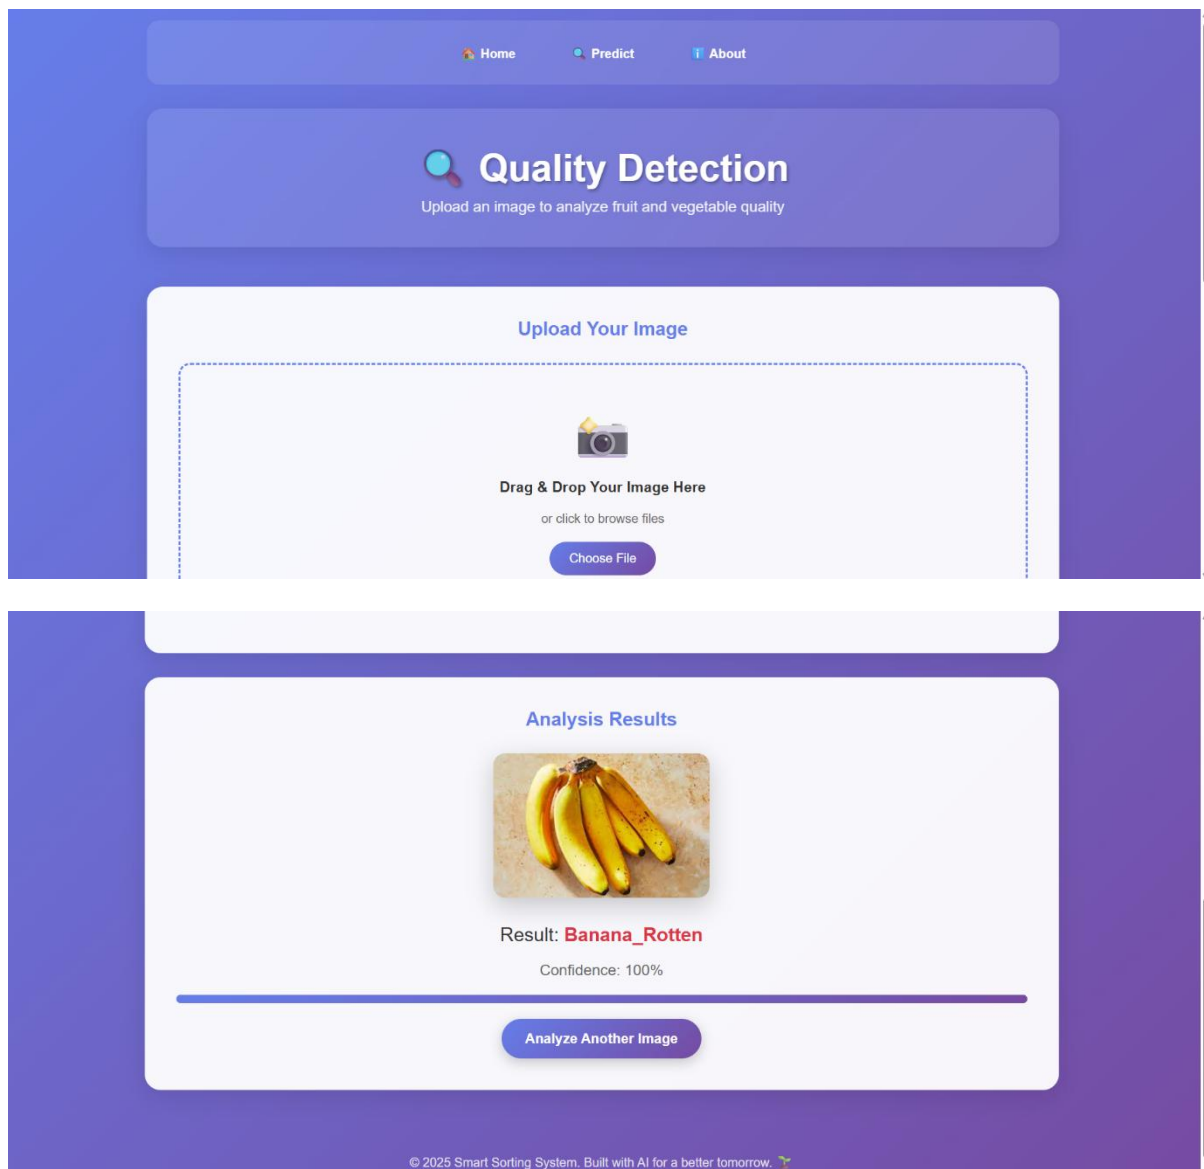 🏠 Home 🔍 Predict ℹ️ About
🔍 Quality Detection
Upload an image to analyze fruit and vegetable quality
Upload Your Image
Drag & Drop Your Image Here
or click to browse files
Choose File
Analysis Results
Result: Banana_Rotten
Confidence: 100%
Analyze Another Image
© 2025 Smart Sorting System. Built with AI for a better tomorrow. 🌱